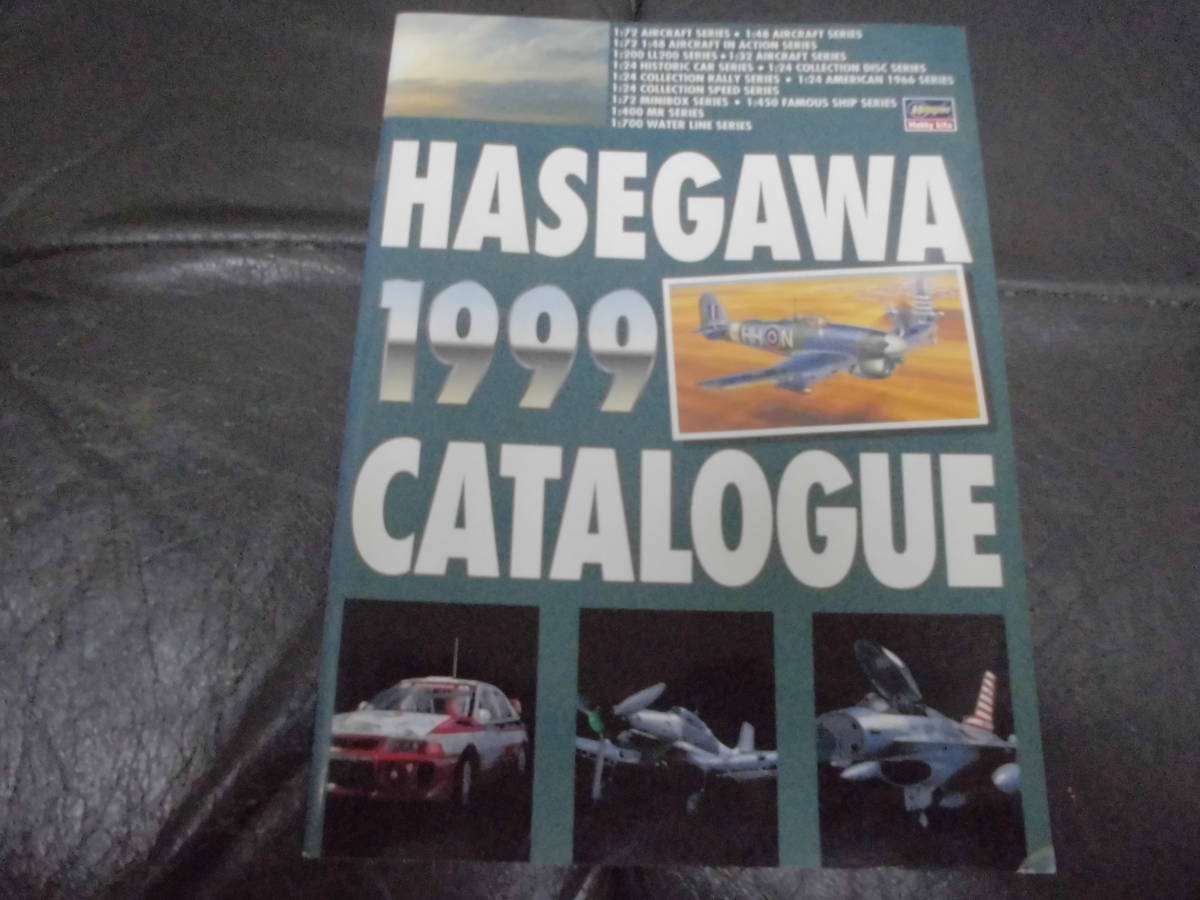 1:72 AIRCRAFT SERIES • 1:48 AIRCRAFT SERIES
1:72 1:48 AIRCRAFT IN ACTION SERIES
1:200 LL200 SERIES • 1:32 AIRCRAFT SERIES
1:24 HISTORIC CAR SERIES • 1:24 COLLECTION DISC SERIES
1:24 COLLECTION RALLY SERIES • 1:24 AMERICAN 1966 SERIES
1:24 COLLECTION SPEED SERIES
1:72 MINIBOX SERIES • 1:450 FAMOUS SHIP SERIES
1:400 MR SERIES
1:700 WATER LINE SERIES
Hasegawa
Hobby kits
HASEGAWA
1999
HH N
CATALOGUE